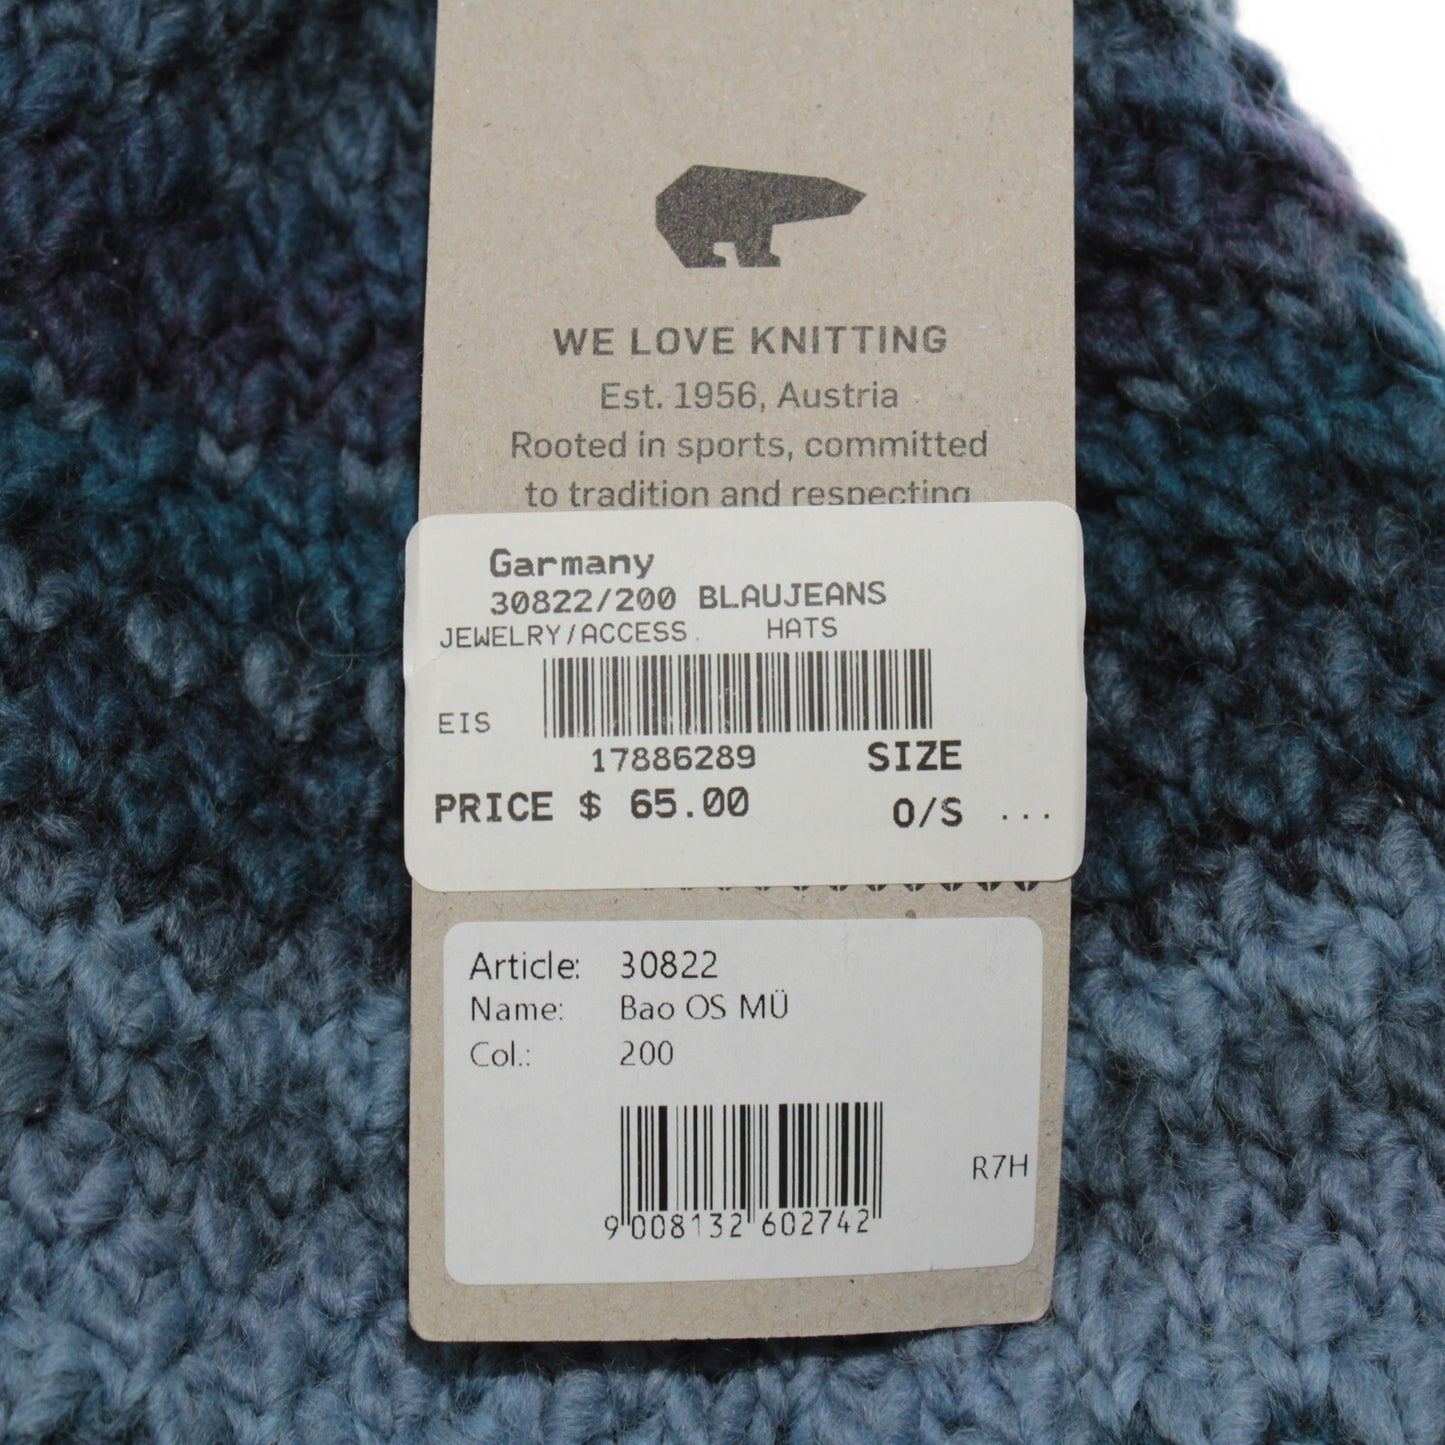 WE LOVE KNITTING
Est. 1956, Austria
Rooted in sports, committed
to tradition and respecting
Garmany
30822/200 BLAUJEANS
JEWELRY/ACCESS. HATS
EIS
17886289 SIZE
PRICE $ 65.00 O/S ...
Article: 30822
Name: Bao OS MÜ
Col.: 200
R7H
9 008132 602742